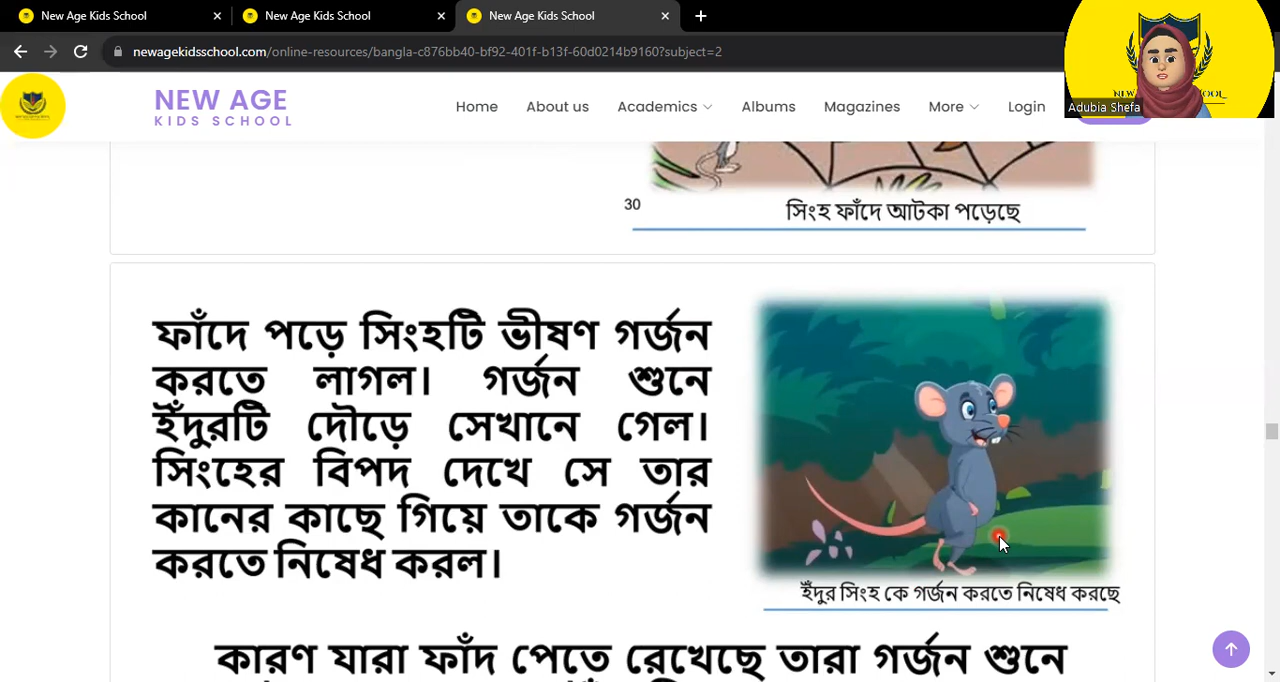 New Age Kids School
New Age Kids School
New Age Kids School
newagekidsschool.com/online-resources/bangla-c876bb40-bf92-401f-b13f-60d0214b9160?subject=2
Adubia Shefa
NEW AGE
KIDS SCHOOL
Home
About us
Academics
Albums
Magazines
More
Login
30
সিংহ ফাঁদে আটকা পড়েছে
ফাঁদে পড়ে সিংহটি ভীষণ গর্জন
করতে লাগল। গর্জন শুনে
ইঁদুরটি দৌড়ে সেখানে গেল।
সিংহের বিপদ দেখে সে তার
কানের কাছে গিয়ে তাকে গর্জন
করতে নিষেধ করল।
ইঁদুর সিংহ কে গর্জন করতে নিষেধ করছে
কারণ যারা ফাঁদ পেতে রেখেছে তারা গর্জন শুনে